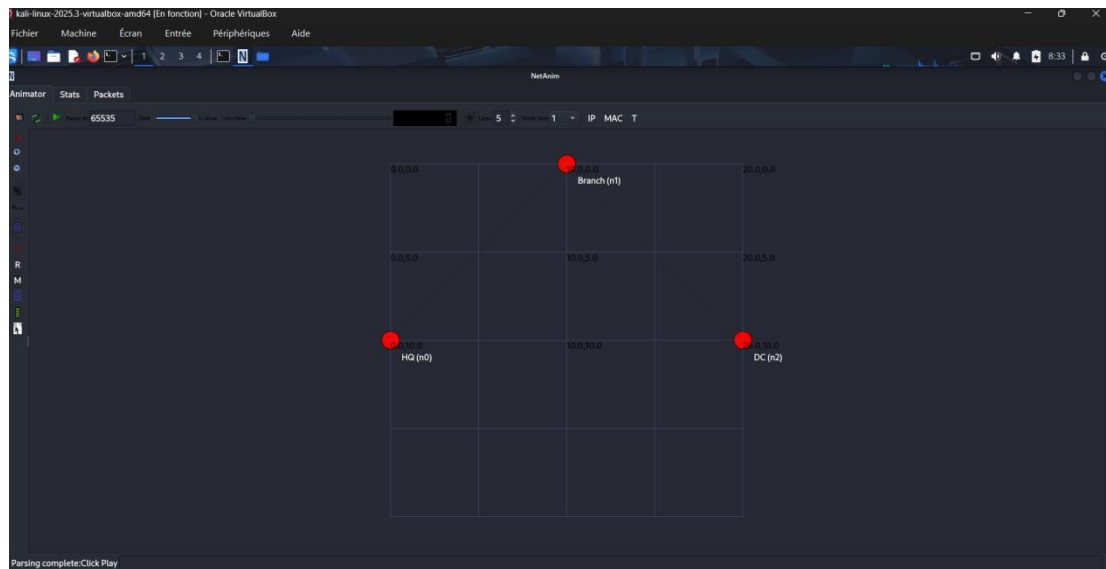 kali-linux-2025.3-virtualbox-amd64 [En fonction] - Oracle VirtualBox
Fichier Machine Écran Entrée Périphériques Aide
1 2 3 4 8:33
NetAnim
Animator Stats Packets
65535 Lines 5 Node Size 1 IP MAC T
0.0,0.0 20.0,0.0
Branch (n1)
0.0,5.0 10.0,5.0 20.0,5.0
R
M
10.0,10.0
HQ (n0) DC (n2)
Parsing complete:Click Play